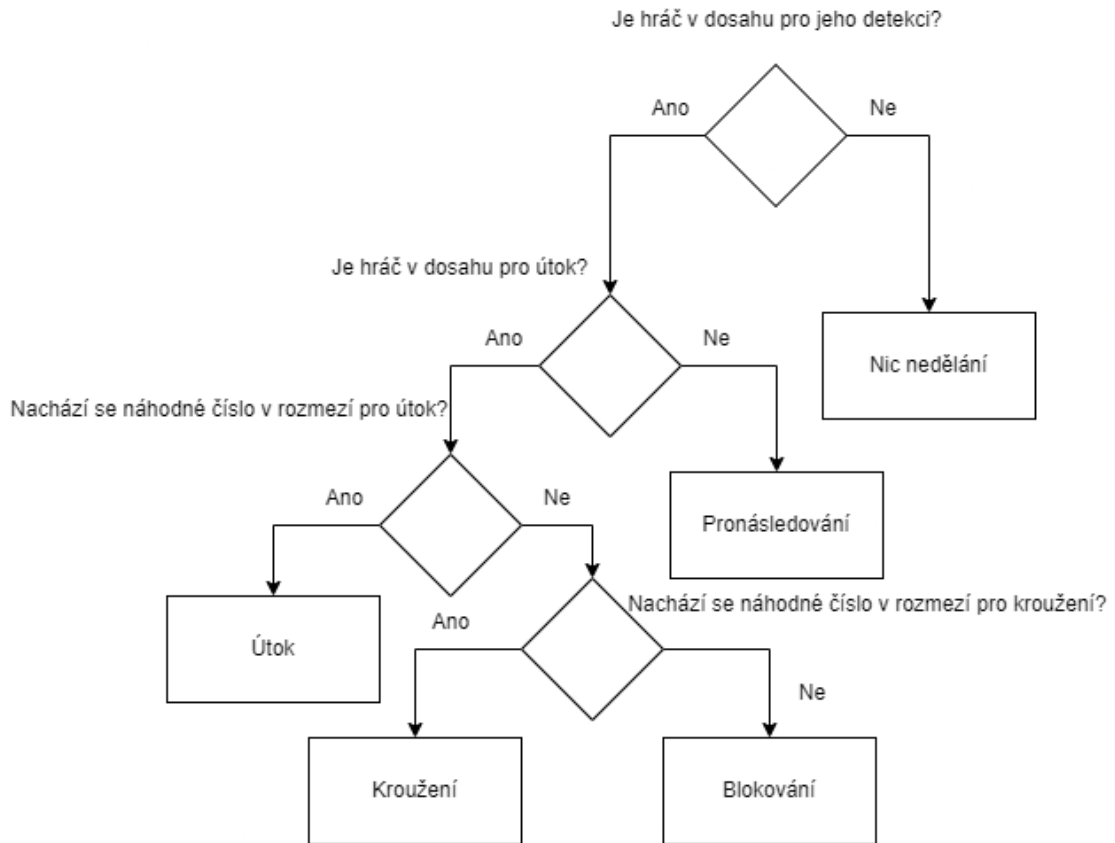 Je hráč v dosahu pro jeho detekci?
Ano
Ne
Je hráč v dosahu pro útok?
Ano
Ne
Nic nedělání
Nachází se náhodné číslo v rozmezí pro útok?
Ano
Ne
Pronásledování
Nachází se náhodné číslo v rozmezí pro kroužení?
Ano
Útok
Ne
Kroužení
Blokování